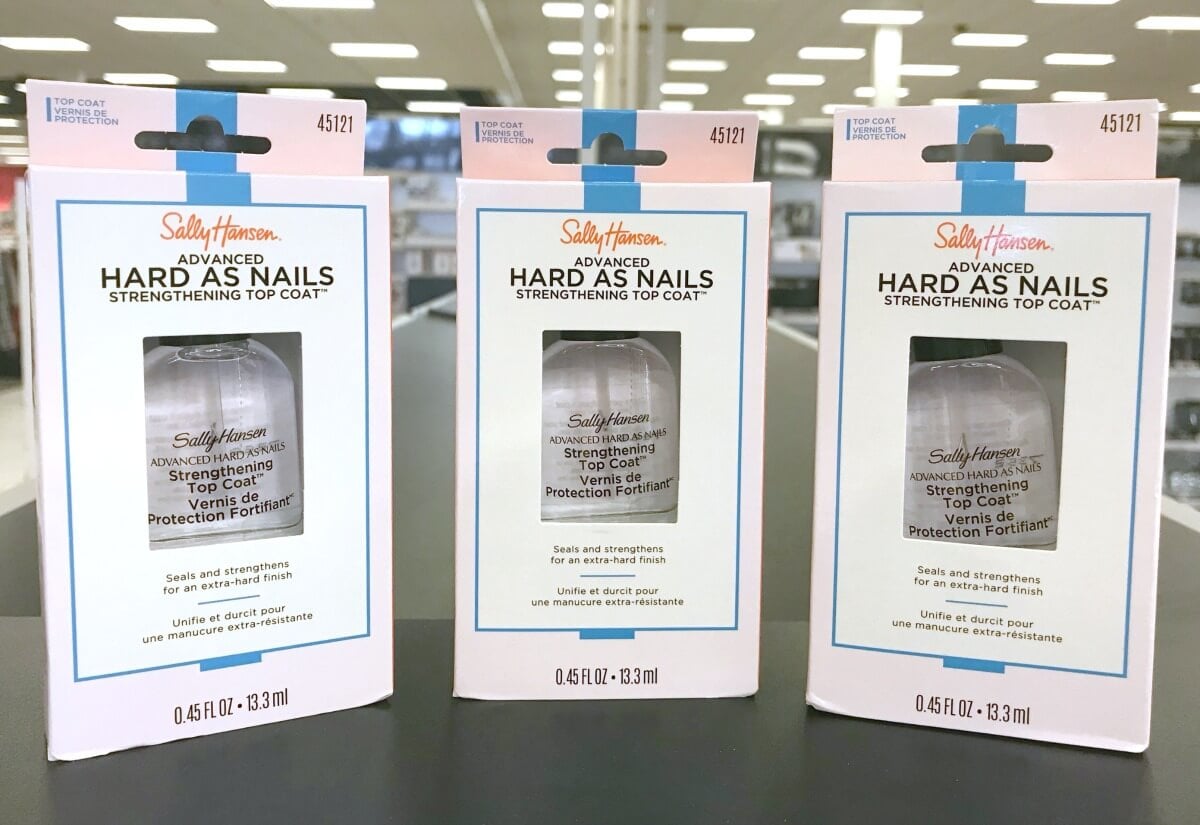 TOP COAT
VERNIS DE
PROTECTION
45121
Sally Hansen.
ADVANCED
HARD AS NAILS
STRENGTHENING TOP COAT™
Sally Hansen
ADVANCED HARD AS NAILS
Strengthening
Top Coat™
Vernis de
Protection Fortifiant MC
Seals and strengthens
for an extra-hard finish
Unifie et durcit pour
une manucure extra-résistante
0.45 FL OZ • 13.3 ml
TOP COAT
VERNIS DE
PROTECTION
45121
Sally Hansen.
ADVANCED
HARD AS NAILS
STRENGTHENING TOP COAT™
Sally Hansen
ADVANCED HARD AS NAILS
Strengthening
Top Coat™
Vernis de
Protection Fortifiant MC
Seals and strengthens
for an extra-hard finish
Unifie et durcit pour
une manucure extra-résistante
0.45 FL OZ • 13.3 ml
TOP COAT
VERNIS DE
PROTECTION
45121
Sally Hansen.
ADVANCED
HARD AS NAILS
STRENGTHENING TOP COAT™
Sally Hansen
ADVANCED HARD AS NAILS
Strengthening
Top Coat™
Vernis de
Protection Fortifiant MC
Seals and strengthens
for an extra-hard finish
Unifie et durcit pour
une manucure extra-résistante
0.45 FL OZ • 13.3 ml